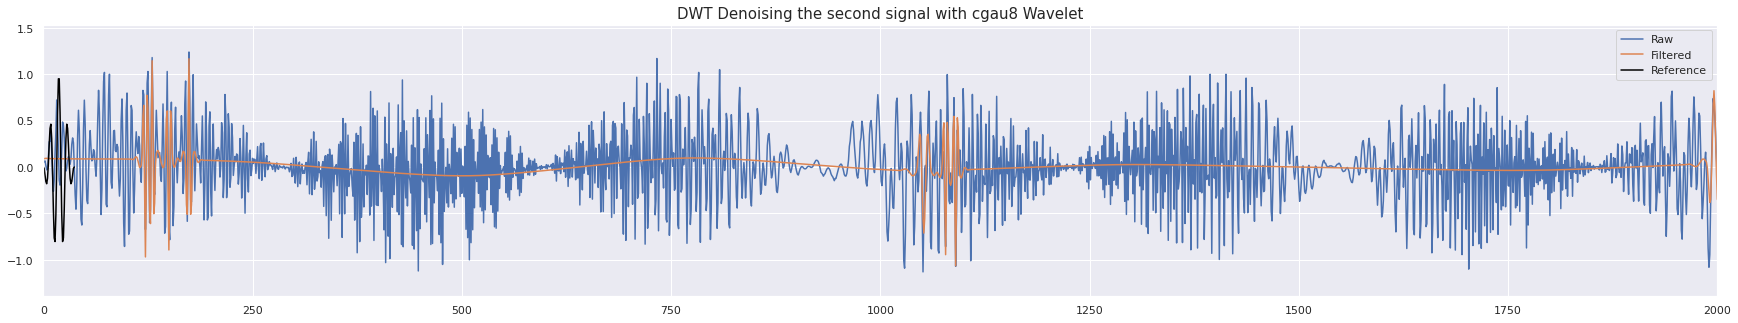 DWT Denoising the second signal with cgau8 Wavelet
1.5
1.0
0.5
0.0
−0.5
−1.0
Raw
Filtered
Reference
0 250 500 750 1000 1250 1500 1750 2000